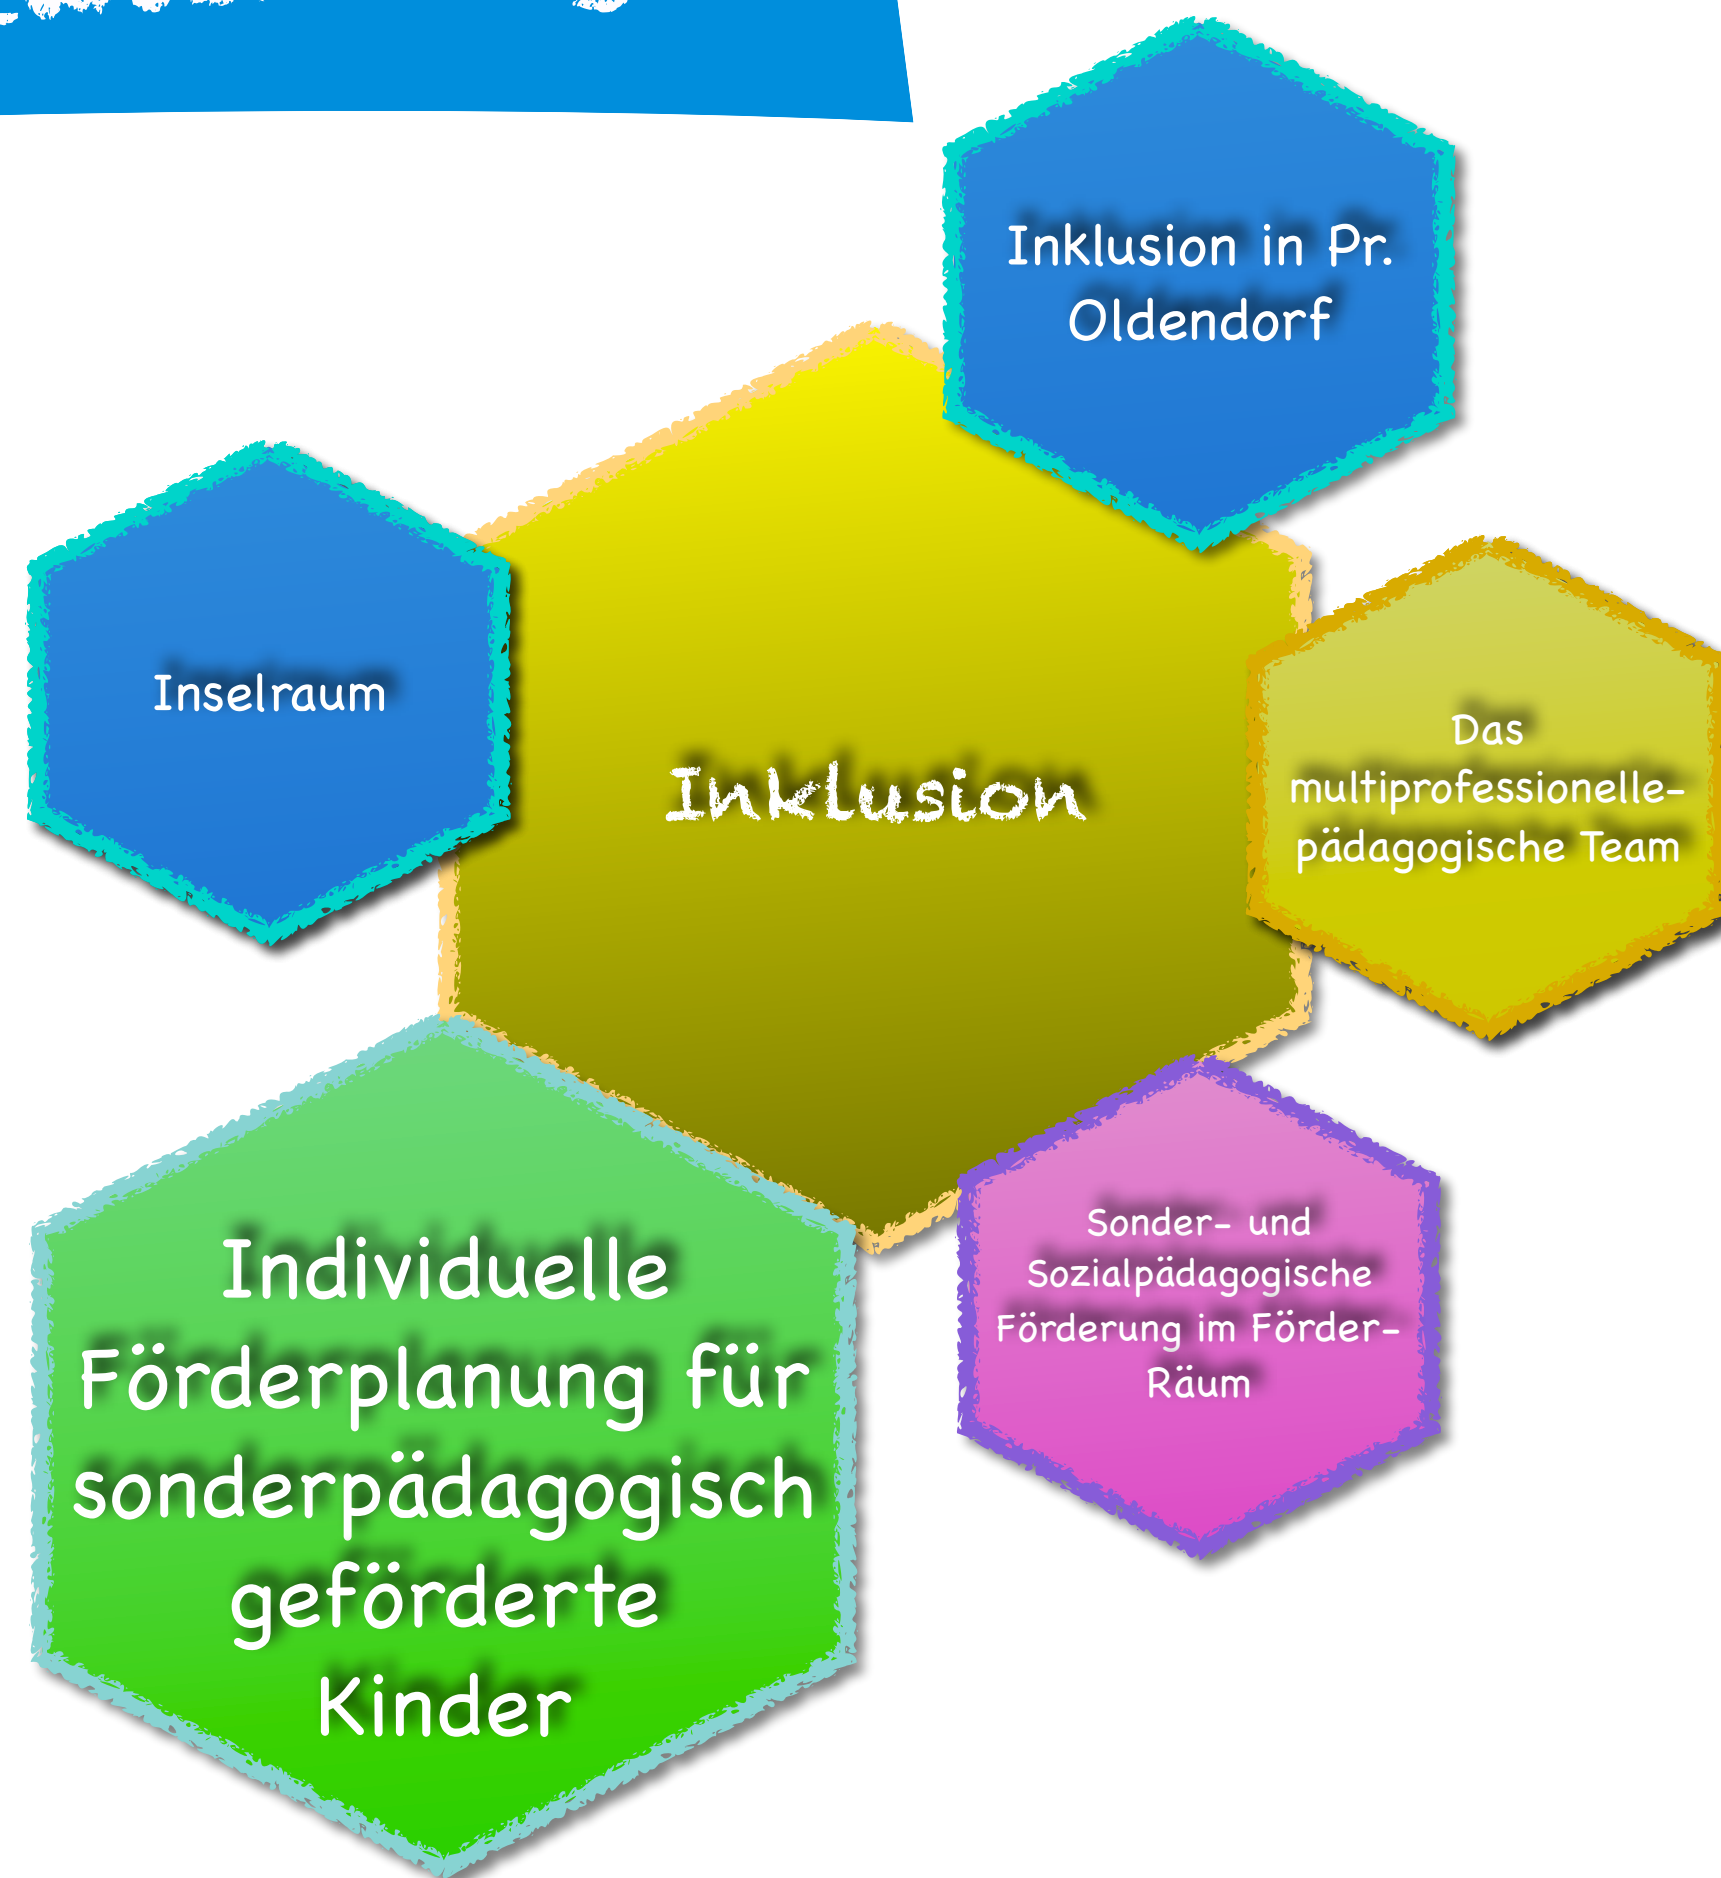 Inklusion in Pr.
Oldendorf
Inselraum
Inklusion
Das
multiprofessionelle-
pädagogische Team
Individuelle
Förderplanung für
sonderpädagogisch
geförderte
Kinder
Sonder- und
Sozialpädagogische
Förderung im Förder-
Räum